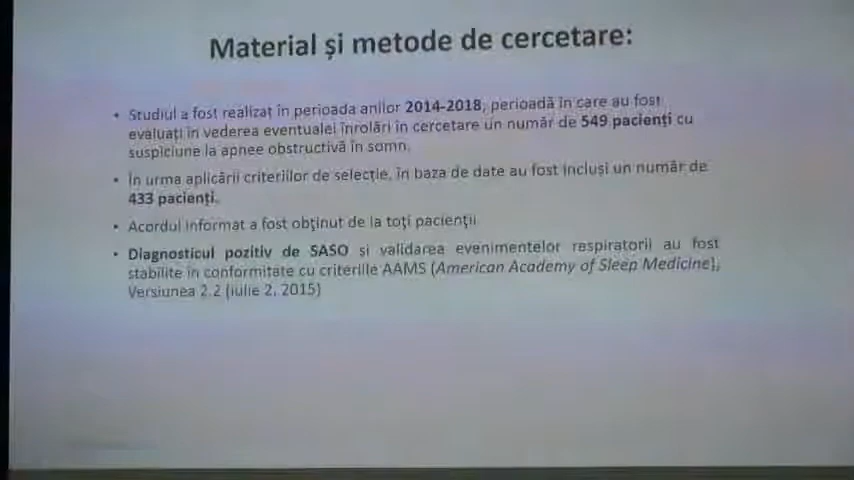 Material și metode de cercetare:
• Studiul a fost realizat în perioada anilor 2014-2018, perioadă în care au fost
evaluați în vederea eventualei înrolări în cercetare un număr de 549 pacienți cu
suspiciune la apnee obstructivă în somn.
• În urma aplicării criteriilor de selecție, în baza de date au fost incluși un număr de
433 pacienți.
• Acordul informat a fost obținut de la toți pacienții
• Diagnosticul pozitiv de SASO și validarea evenimentelor respiratorii au fost
stabilite în conformitate cu criteriile AAMS (American Academy of Sleep Medicine),
Versiunea 2.2 (iulie 2, 2015)